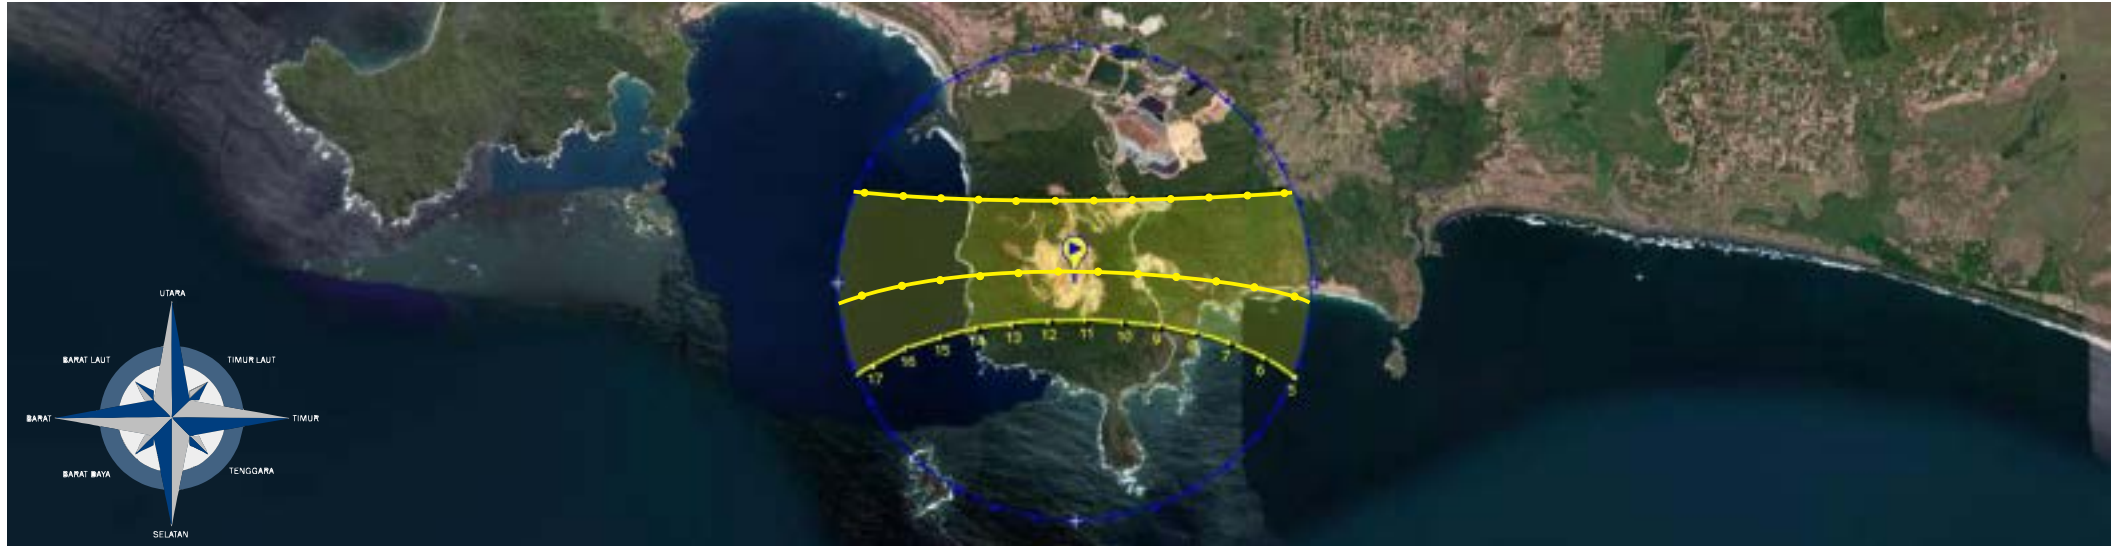 UTARA
BARAT LAUT
TIMUR LAUT
BARAT
TIMUR
BARAT DAYA
TENGGARA
SELATAN
17 16 15 14 13 12 11 10 9 7 6 5